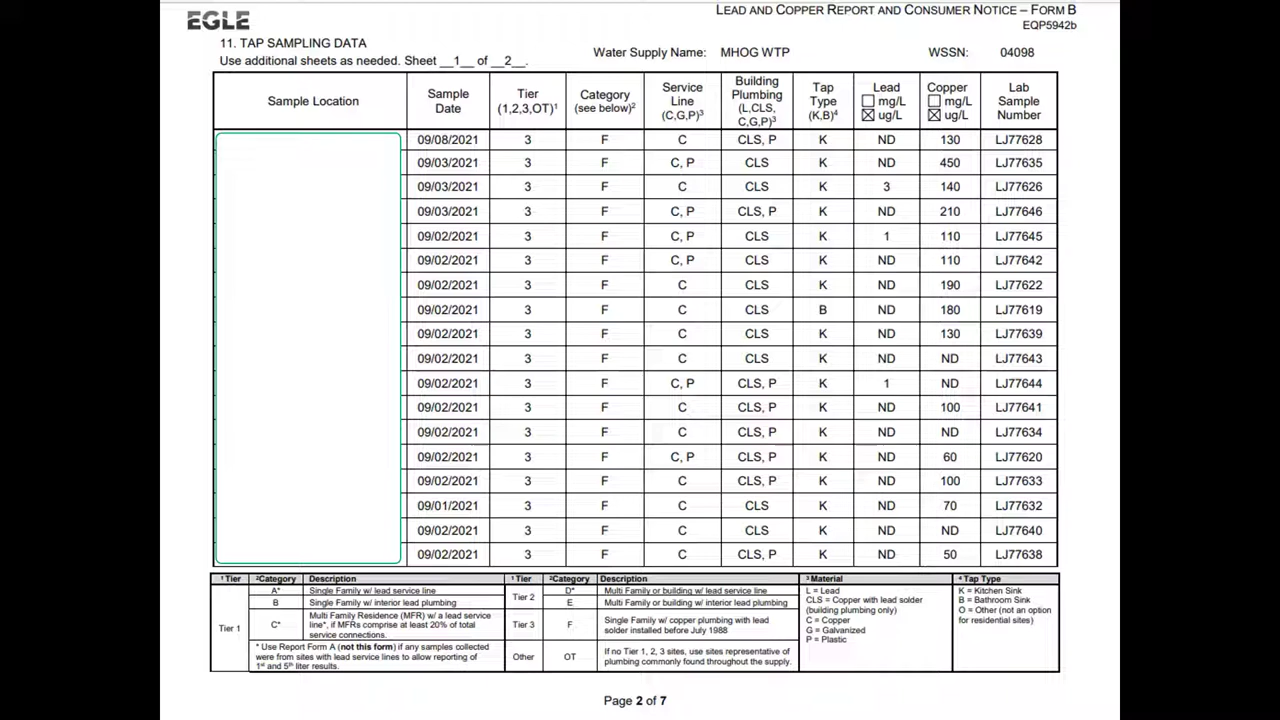 EGLE
LEAD AND COPPER REPORT AND CONSUMER NOTICE – FORM B
EQP5942b
11. TAP SAMPLING DATA
Use additional sheets as needed. Sheet __1__ of __2__.
Water Supply Name: MHOG WTP WSSN: 04098
Sample Location Sample Date Tier (1,2,3,OT)¹ Category (see below)² Service Line (C,G,P)³ Building Plumbing (L,CLS, C,G,P)³ Tap Type (K,B)⁴ Lead ☐ mg/L ☒ ug/L Copper ☐ mg/L ☒ ug/L Lab Sample Number
09/08/2021 3 F C CLS, P K ND 130 LJ77628
09/03/2021 3 F C, P CLS K ND 450 LJ77635
09/03/2021 3 F C CLS K 3 140 LJ77626
09/03/2021 3 F C, P CLS, P K ND 210 LJ77646
09/02/2021 3 F C, P CLS K 1 110 LJ77645
09/02/2021 3 F C, P CLS K ND 110 LJ77642
09/02/2021 3 F C CLS K ND 190 LJ77622
09/02/2021 3 F C CLS B ND 180 LJ77619
09/02/2021 3 F C CLS K ND 130 LJ77639
09/02/2021 3 F C CLS K ND ND LJ77643
09/02/2021 3 F C, P CLS, P K 1 ND LJ77644
09/02/2021 3 F C CLS, P K ND 100 LJ77641
09/02/2021 3 F C CLS, P K ND ND LJ77634
09/02/2021 3 F C, P CLS, P K ND 60 LJ77620
09/02/2021 3 F C CLS, P K ND 100 LJ77633
09/01/2021 3 F C CLS K ND 70 LJ77632
09/02/2021 3 F C CLS K ND ND LJ77640
09/02/2021 3 F C CLS, P K ND 50 LJ77638
¹ Tier ²Category Description
Tier 1
A* Single Family w/ lead service line
B Single Family w/ interior lead plumbing
C* Multi Family Residence (MFR) w/ a lead service
line*, if MFRs comprise at least 20% of total
service connections.
* Use Report Form A (not this form) if any samples collected
were from sites with lead service lines to allow reporting of
1st and 5th liter results.
¹ Tier ²Category Description
Tier 2
D* Multi Family or building w/ lead service line
E Multi Family or building w/ interior lead plumbing
Tier 3 F Single Family w/ copper plumbing with lead
solder installed before July 1988
Other OT If no Tier 1, 2, 3 sites, use sites representative of
plumbing commonly found throughout the supply.
³ Material
L = Lead
CLS = Copper with lead solder
(building plumbing only)
C = Copper
G = Galvanized
P = Plastic
⁴ Tap Type
K = Kitchen Sink
B = Bathroom Sink
O = Other (not an option
for residential sites)
Page 2 of 7